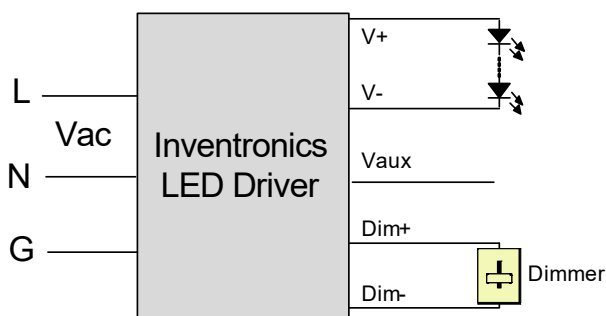 L
Vac
N
G
Inventronics
LED Driver
V+
V-
Vaux
Dim+
Dim-
Dimmer